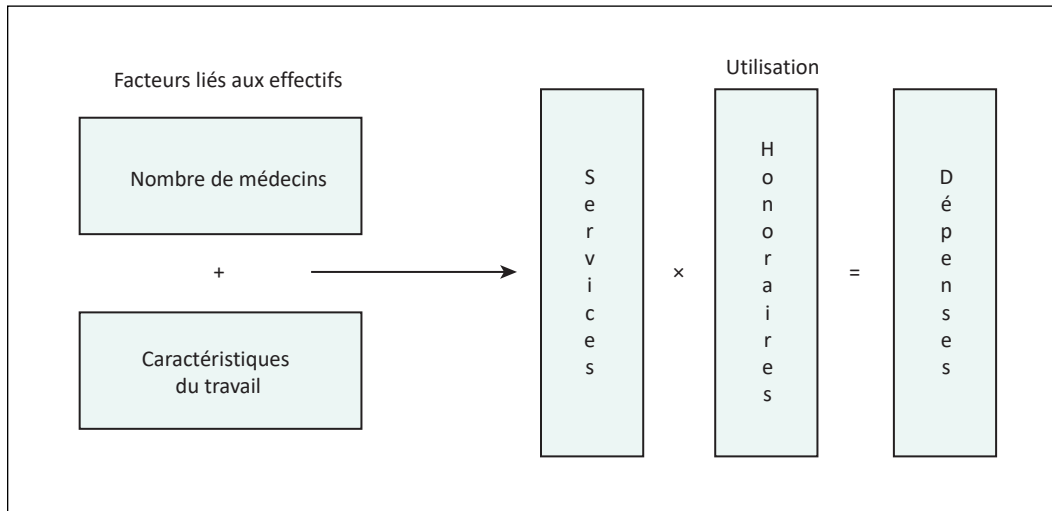 Facteurs liés aux effectifs
Nombre de médecins
+
Caractéristiques
du travail
Utilisation
Services
×
Honoraires
=
Dépenses